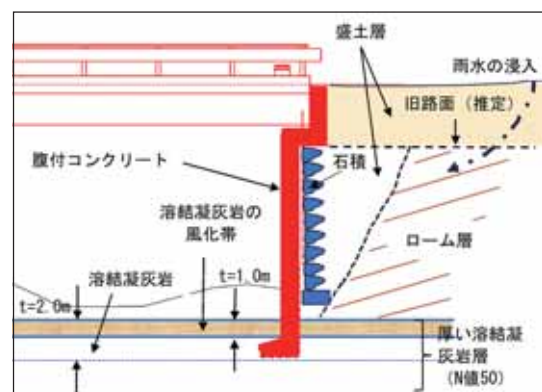 盛土層
雨水の浸入
旧路面（推定）
腹付コンクリート
石積
溶結凝灰岩の
風化帯
ローム層
溶結凝灰岩
t=1.0m
t=2.0m
厚い溶結凝
灰岩層
(N値50)